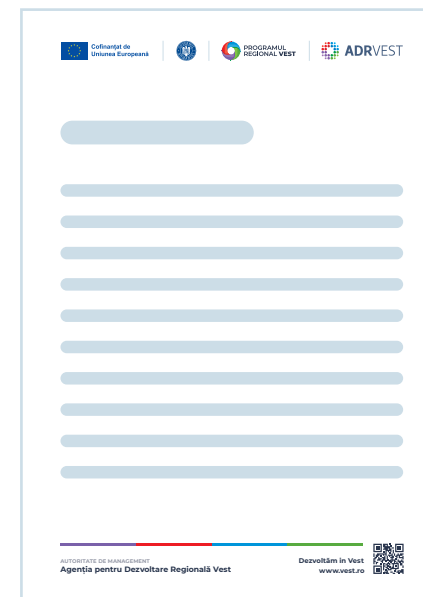 Cofinanțat de
Uniunea Europeană
PROGRAMUL
REGIONAL VEST
ADRVEST
AUTORITATE DE MANAGEMENT
Agenția pentru Dezvoltare Regională Vest
Dezvoltăm în Vest
www.vest.ro